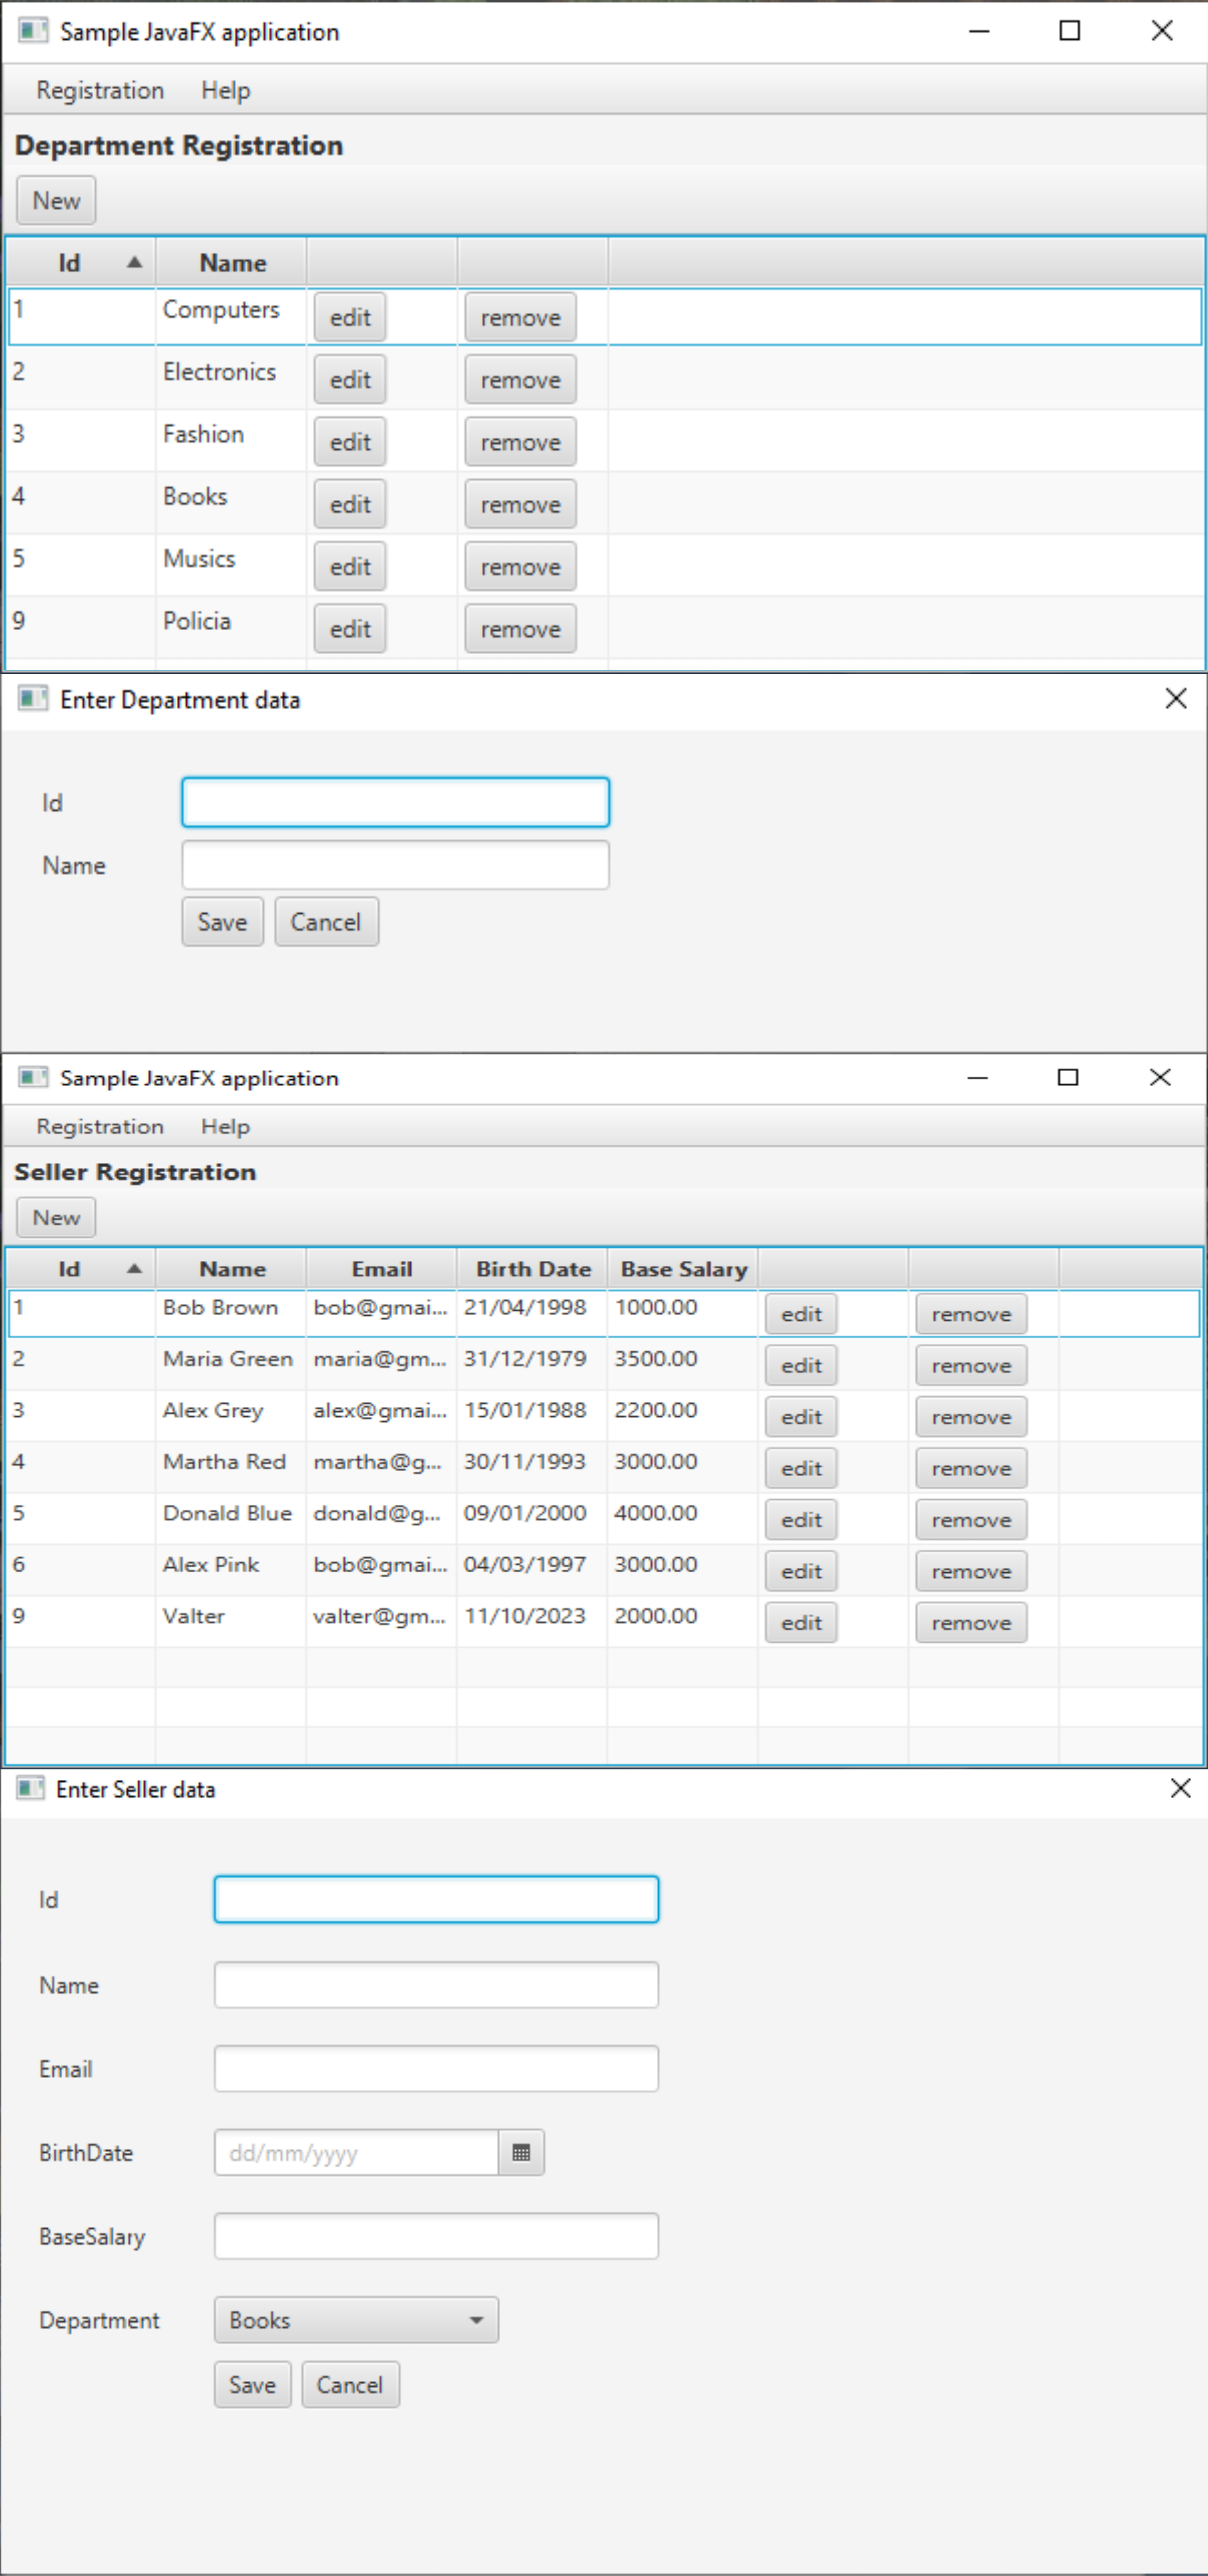 Sample JavaFX application
Registration Help
Department Registration
New
Id Name
1 Computers edit remove
2 Electronics edit remove
3 Fashion edit remove
4 Books edit remove
5 Musics edit remove
9 Policia edit remove
Enter Department data
Id
Name
Save Cancel
Sample JavaFX application
Registration Help
Seller Registration
New
Id Name Email Birth Date Base Salary
1 Bob Brown bob@gmai... 21/04/1998 1000.00 edit remove
2 Maria Green maria@gm... 31/12/1979 3500.00 edit remove
3 Alex Grey alex@gmai... 15/01/1988 2200.00 edit remove
4 Martha Red martha@g... 30/11/1993 3000.00 edit remove
5 Donald Blue donald@g... 09/01/2000 4000.00 edit remove
6 Alex Pink bob@gmai... 04/03/1997 3000.00 edit remove
9 Valter valter@gm... 11/10/2023 2000.00 edit remove
Enter Seller data
Id
Name
Email
BirthDate dd/mm/yyyy
BaseSalary
Department Books
Save Cancel